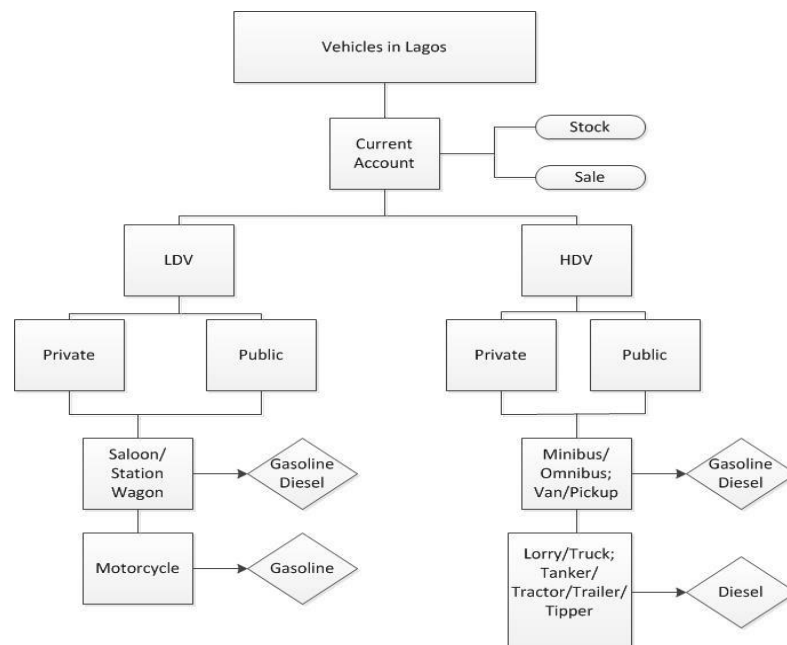 Vehicles in Lagos
Current
Account
Stock
Sale
LDV
HDV
Private
Public
Private
Public
Saloon/
Station
Wagon
Gasoline
Diesel
Minibus/
Omnibus;
Van/Pickup
Gasoline
Diesel
Motorcycle
Gasoline
Lorry/Truck;
Tanker/
Tractor/Trailer/
Tipper
Diesel